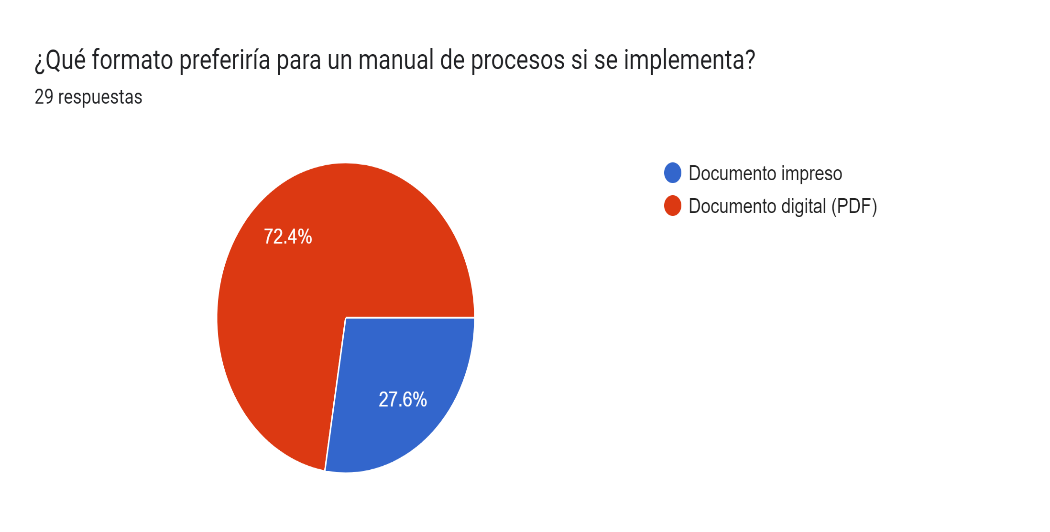 ¿Qué formato preferiría para un manual de procesos si se implementa?
29 respuestas
Documento impreso
Documento digital (PDF)
72.4%
27.6%